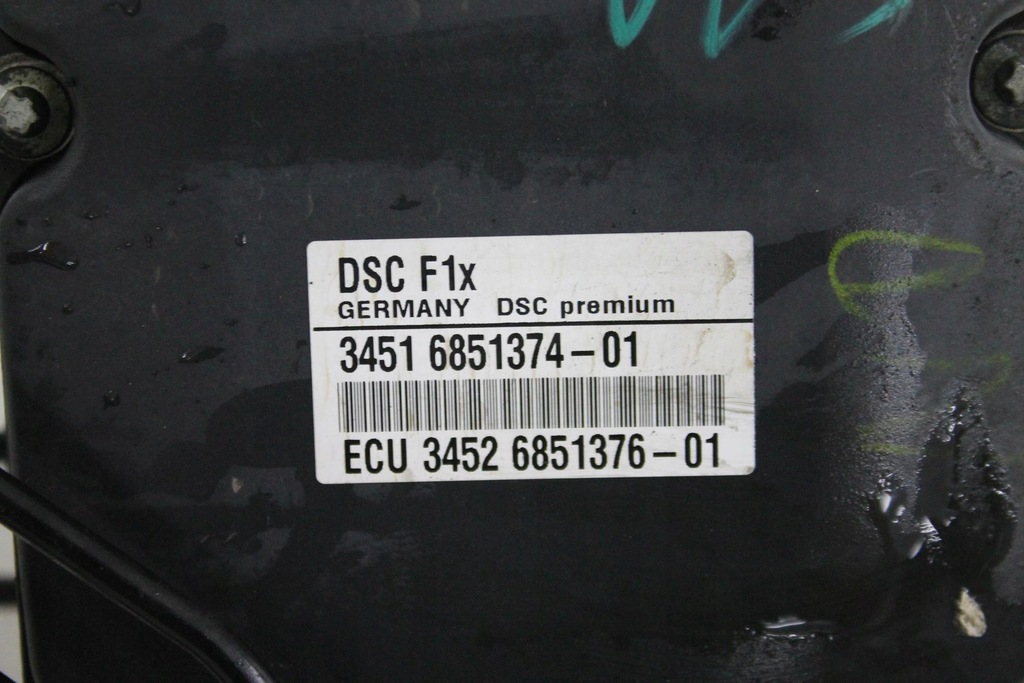 DSC F1x
GERMANY DSC premium
3451 6851374-01
ECU 3452 6851376-01